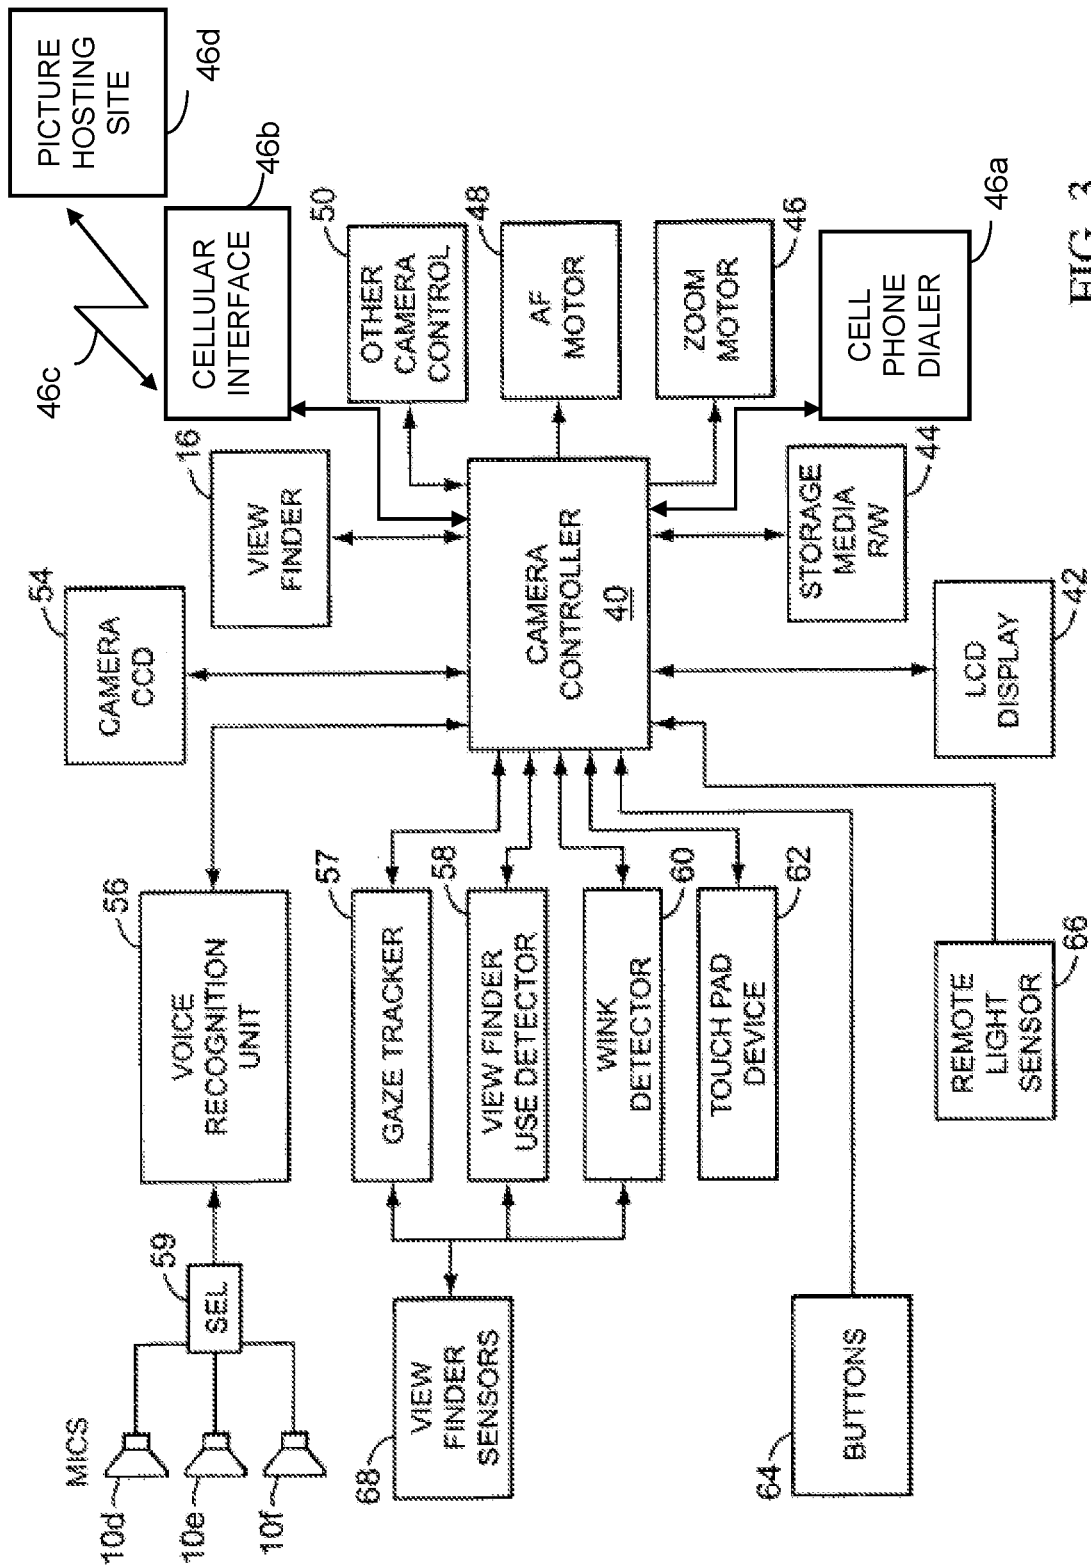 MICS
10d
10e
10f
SEL
59
VOICE
RECOGNITION
UNIT
56
CAMERA
CCD
54
VIEW
FINDER
16
CELLULAR
INTERFACE
46b
46c
PICTURE
HOSTING
SITE
46d
VIEW
FINDER
SENSORS
68
GAZE TRACKER
57
VIEW FINDER
USE DETECTOR
58
WINK
DETECTOR
60
TOUCH PAD
DEVICE
62
CAMERA
CONTROLLER
40
OTHER
CAMERA
CONTROL
50
AF
MOTOR
48
ZOOM
MOTOR
46
BUTTONS
64
REMOTE
LIGHT
SENSOR
66
LCD
DISPLAY
42
STORAGE
MEDIA
R/W
44
CELL
PHONE
DIALER
46a
FIG.